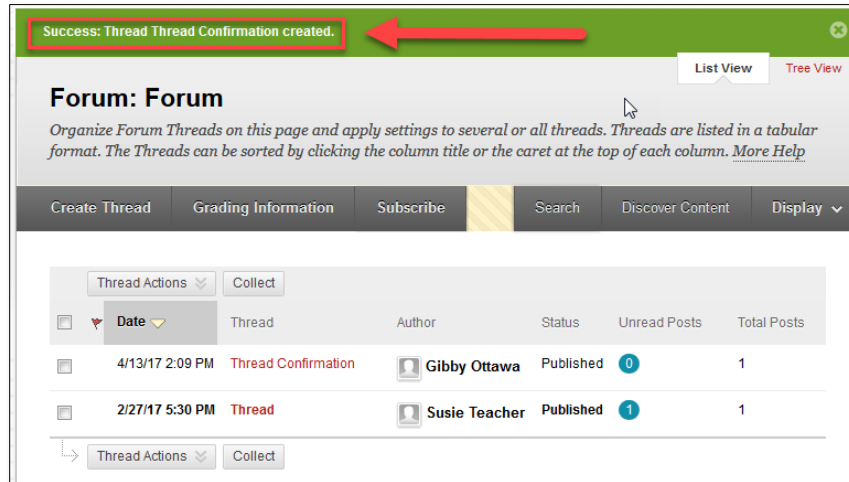 Success: Thread Thread Confirmation created.
List View Tree View
Forum: Forum
Organize Forum Threads on this page and apply settings to several or all threads. Threads are listed in a tabular
format. The Threads can be sorted by clicking the column title or the caret at the top of each column. More Help
Create Thread Grading Information Subscribe Search Discover Content Display
Thread Actions Collect
Date Thread Author Status Unread Posts Total Posts
4/13/17 2:09 PM Thread Confirmation Gibby Ottawa Published 0 1
2/27/17 5:30 PM Thread Susie Teacher Published 1 1
Thread Actions Collect